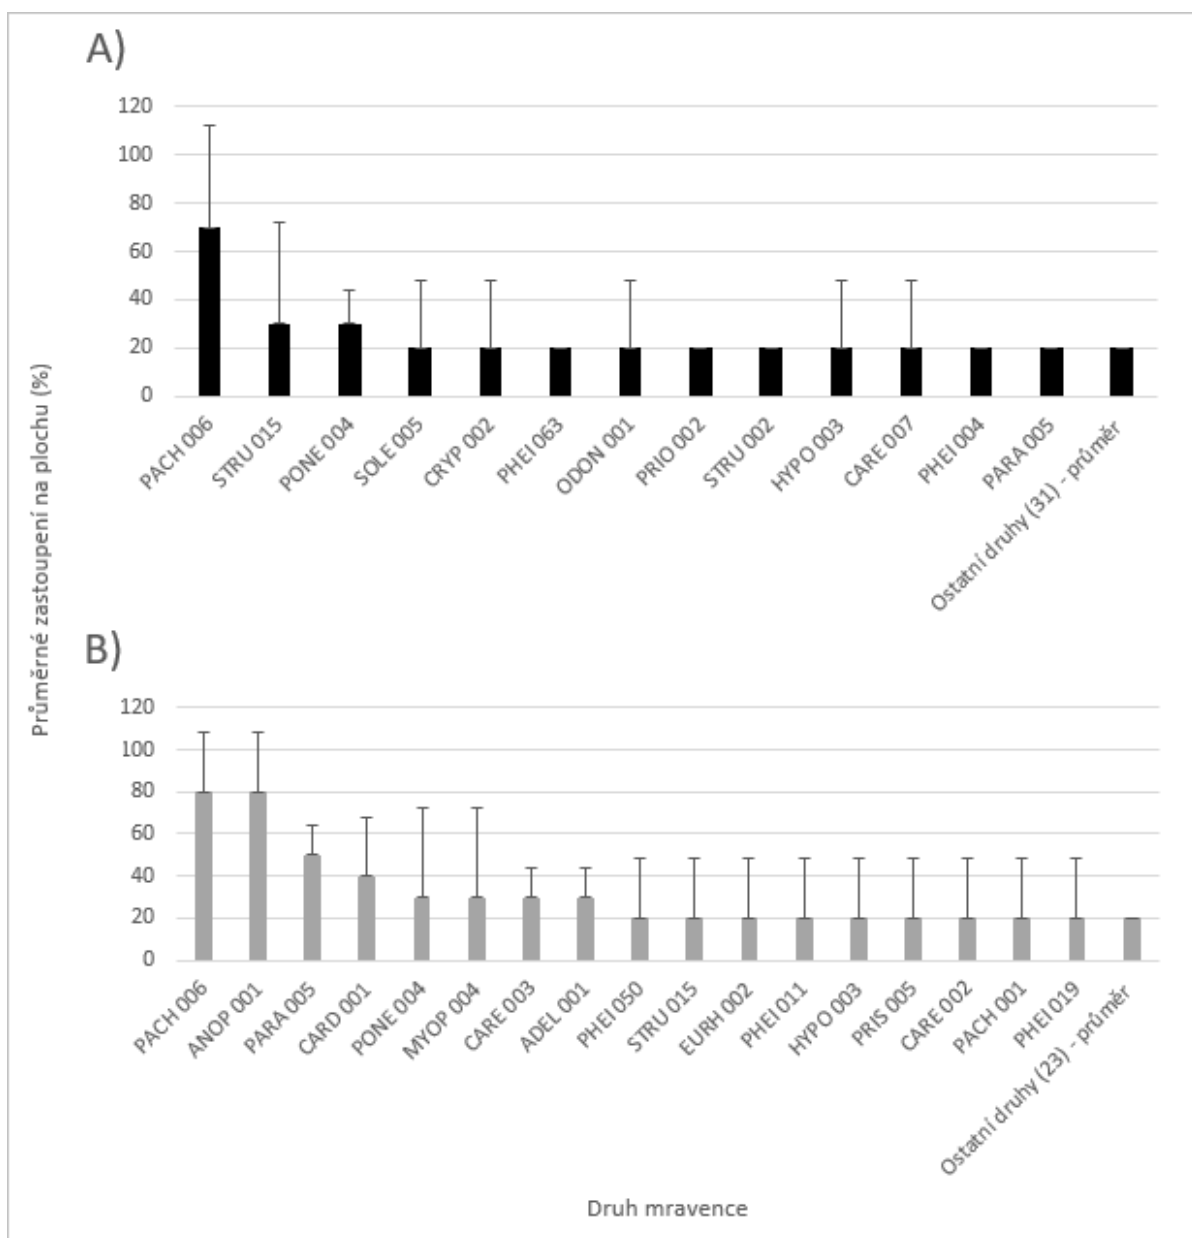 A)
120
100
80
60
40
20
0
PACH 006
STRU 015
PONE 004
SOLE 005
CRYP 002
PHEI 063
ODON 001
PRIO 002
STRU 002
HYPO 003
CARE 007
PHEI 004
PARA 005
Ostatní druhy (31) - průměr
Průměrné zastoupení na plochu (%)
B)
120
100
80
60
40
20
0
PACH 006
ANOP 001
PARA 005
CARD 001
PONE 004
MYOP 004
CARE 003
ADEL 001
PHEI 050
STRU 015
EURH 002
PHEI 011
HYPO 003
PRIS 005
CARE 002
PACH 001
PHEI 019
Ostatní druhy (23) - průměr
Druh mravence